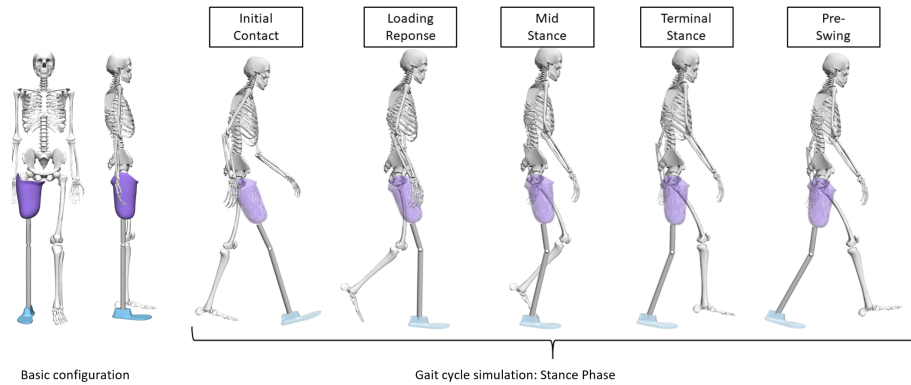 Initial
Contact
Loading
Reponse
Mid
Stance
Terminal
Stance
Pre-
Swing
Basic configuration
Gait cycle simulation: Stance Phase